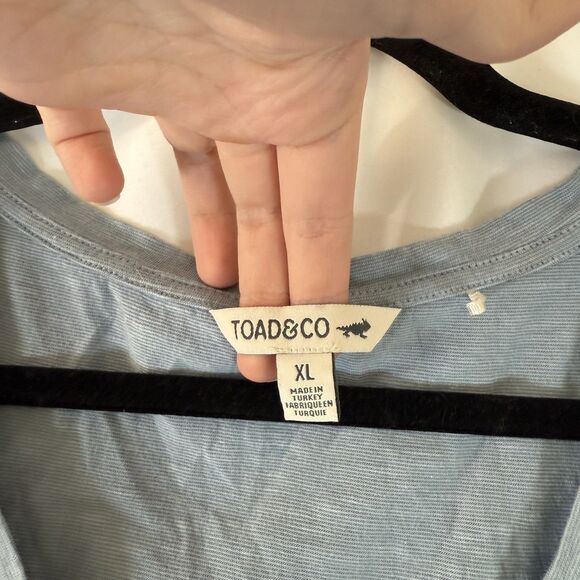 TOAD&CO
XL
MADE IN
TURKEY
FABRIQUEEN
TURQUIE